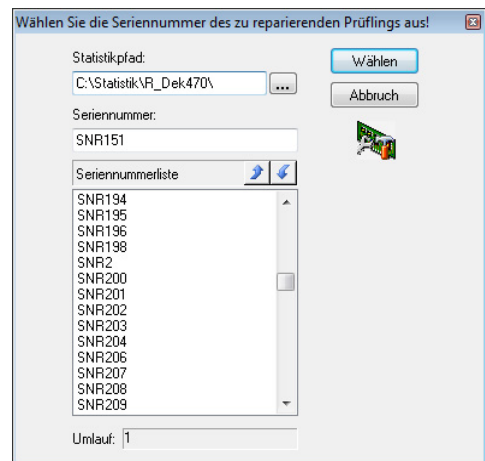 Wählen Sie die Seriennummer des zu reparierenden Prüflings aus!
Statistikpfad:
C:\Statistik\R_Dek470\
...
Wählen
Abbruch
Seriennummer:
SNR151
Seriennummerliste
SNR194
SNR195
SNR196
SNR198
SNR2
SNR200
SNR201
SNR202
SNR203
SNR204
SNR206
SNR207
SNR208
SNR209
Umlauf: 1